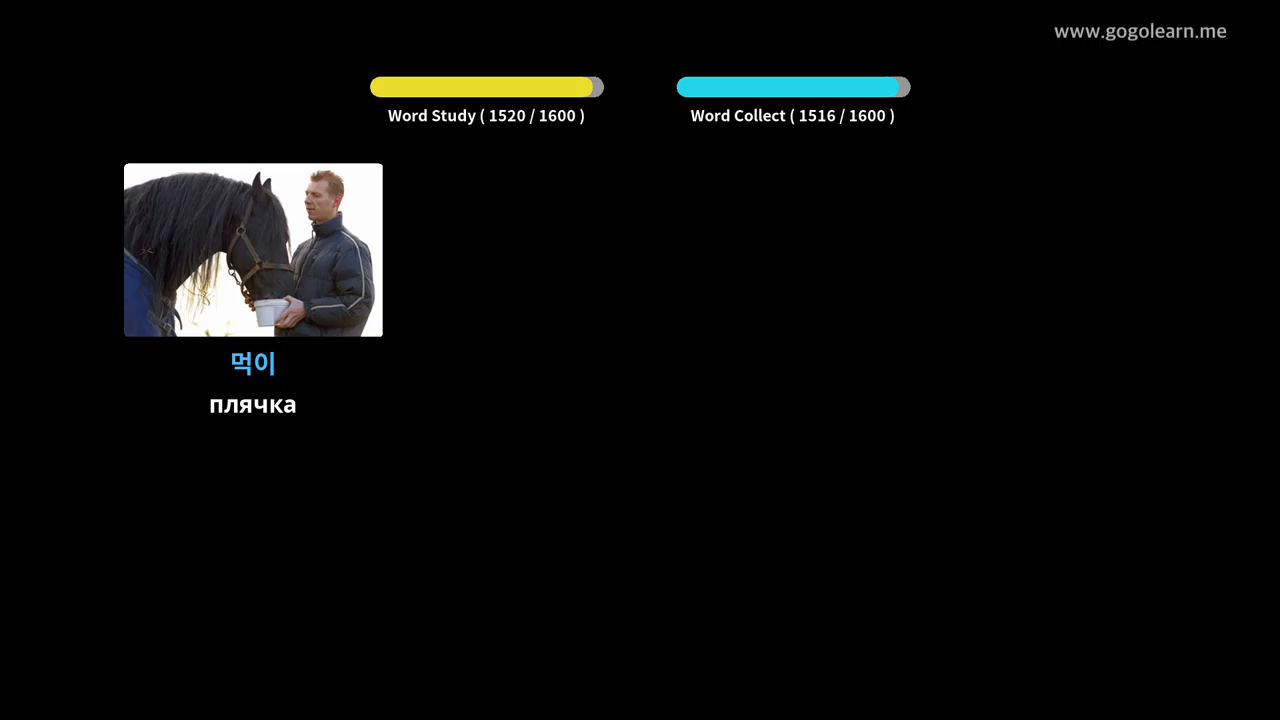 www.gogolearn.me
Word Study ( 1520 / 1600 )
Word Collect ( 1516 / 1600 )
먹이
плячка